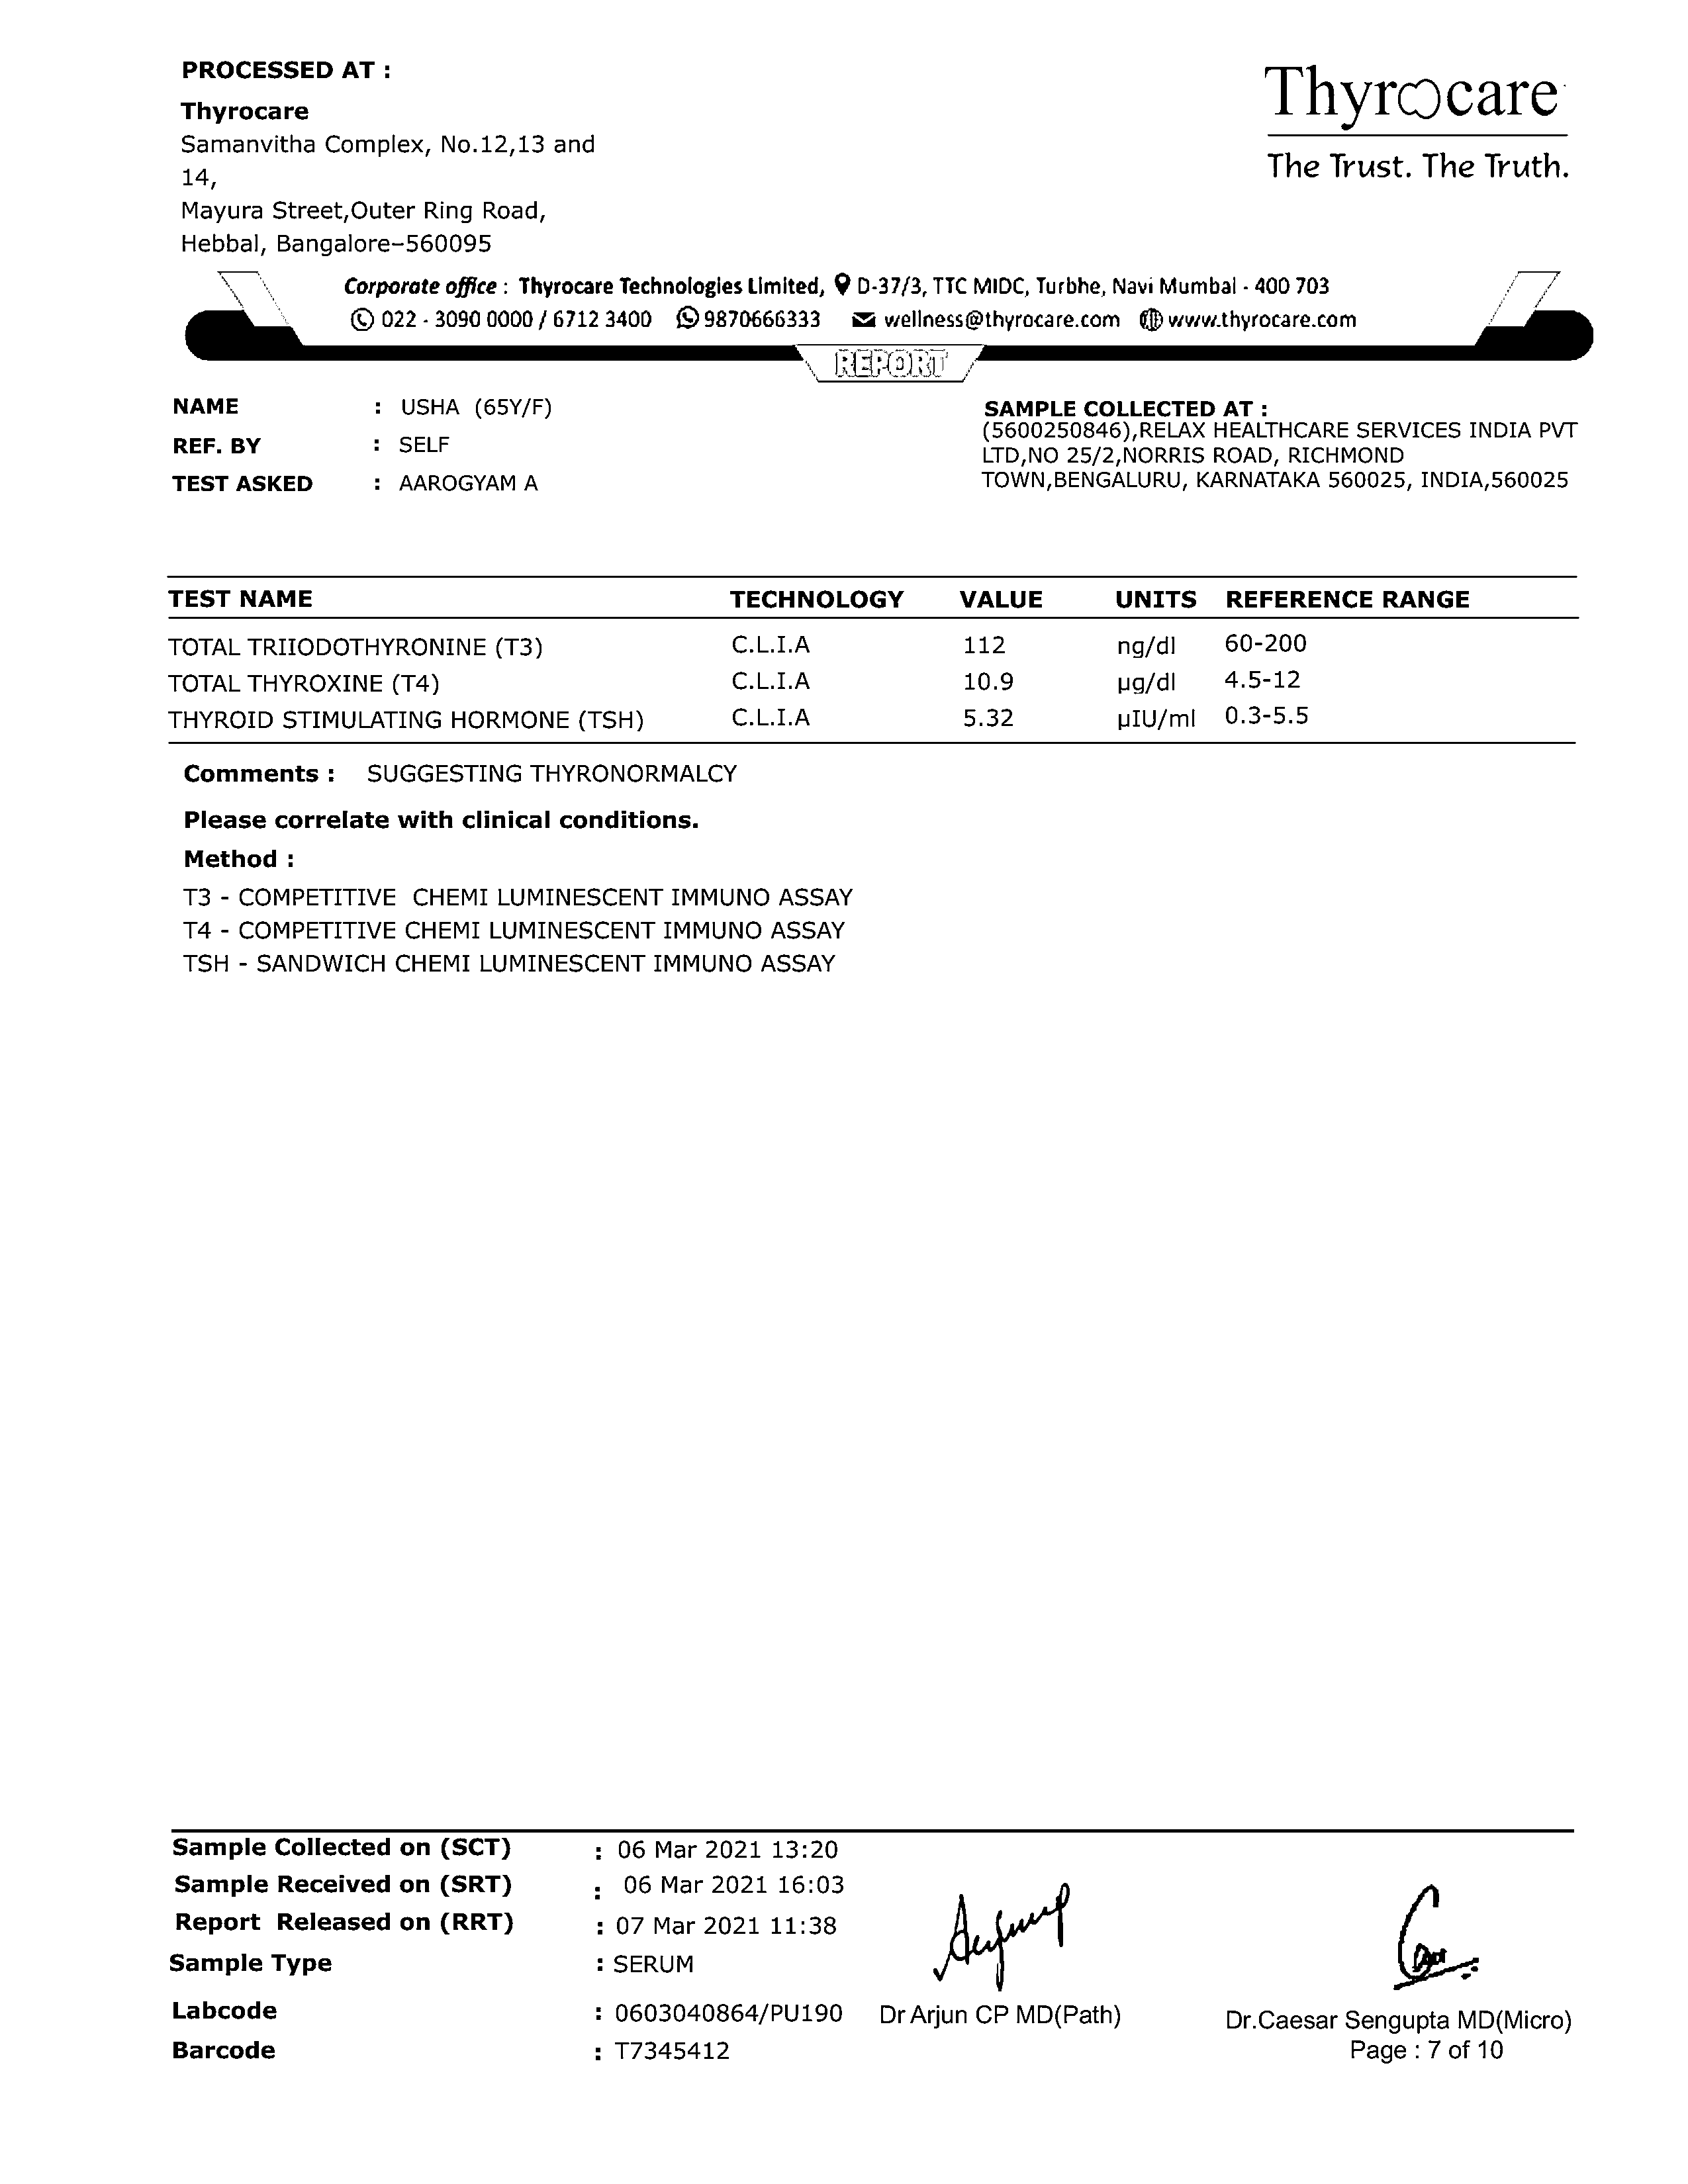 PROCESSED AT :
Thyrocare
Samanvitha Complex, No.12,13 and
14,
Mayura Street,Outer Ring Road,
Hebbal, Bangalore-560095
Thyrocare
The Trust. The Truth.
Corporate office : Thyrocare Technologies Limited, D-37/3, TTC MIDC, Turbhe, Navi Mumbai - 400 703
022 - 3090 0000 / 6712 3400 9870666333 wellness@thyrocare.com www.thyrocare.com
REPORT
NAME : USHA (65Y/F)
REF. BY : SELF
TEST ASKED : AAROGYAM A
SAMPLE COLLECTED AT :
(5600250846),RELAX HEALTHCARE SERVICES INDIA PVT
LTD,NO 25/2,NORRIS ROAD, RICHMOND
TOWN,BENGALURU, KARNATAKA 560025, INDIA,560025
TEST NAME TECHNOLOGY VALUE UNITS REFERENCE RANGE
TOTAL TRIIODOTHYRONINE (T3) C.L.I.A 112 ng/dl 60-200
TOTAL THYROXINE (T4) C.L.I.A 10.9 µg/dl 4.5-12
THYROID STIMULATING HORMONE (TSH) C.L.I.A 5.32 µIU/ml 0.3-5.5
Comments : SUGGESTING THYRONORMALCY
Please correlate with clinical conditions.
Method :
T3 - COMPETITIVE CHEMI LUMINESCENT IMMUNO ASSAY
T4 - COMPETITIVE CHEMI LUMINESCENT IMMUNO ASSAY
TSH - SANDWICH CHEMI LUMINESCENT IMMUNO ASSAY
Sample Collected on (SCT) : 06 Mar 2021 13:20
Sample Received on (SRT) : 06 Mar 2021 16:03
Report Released on (RRT) : 07 Mar 2021 11:38
Sample Type : SERUM
Labcode : 0603040864/PU190 Dr Arjun CP MD(Path) Dr.Caesar Sengupta MD(Micro)
Barcode : T7345412 Page : 7 of 10